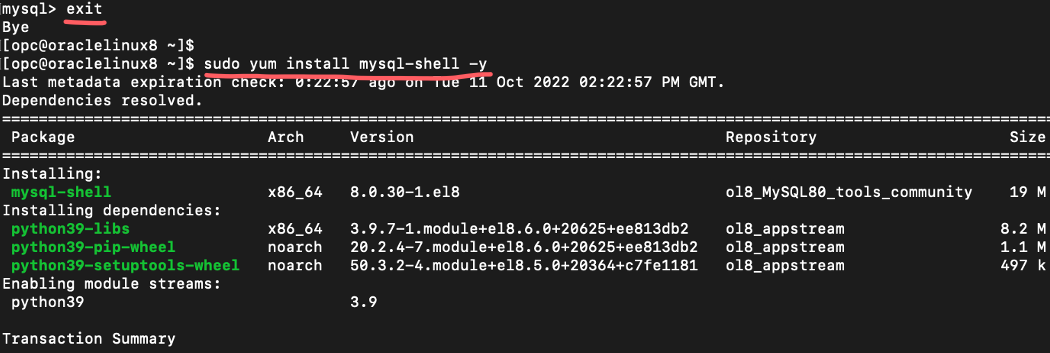 mysql> exit
Bye
[opc@oraclelinux8 ~]$
[opc@oraclelinux8 ~]$ sudo yum install mysql-shell -y
Last metadata expiration check: 0:22:57 ago on Tue 11 Oct 2022 02:22:57 PM GMT.
Dependencies resolved.
================================================================================
Package Arch Version Repository Size
================================================================================
Installing:
mysql-shell x86_64 8.0.30-1.el8 ol8_MySQL80_tools_community 19 M
Installing dependencies:
python39-libs x86_64 3.9.7-1.module+el8.6.0+20625+ee813db2 ol8_appstream 8.2 M
python39-pip-wheel noarch 20.2.4-7.module+el8.6.0+20625+ee813db2 ol8_appstream 1.1 M
python39-setuptools-wheel noarch 50.3.2-4.module+el8.5.0+20364+c7fe1181 ol8_appstream 497 k
Enabling module streams:
python39 3.9
Transaction Summary